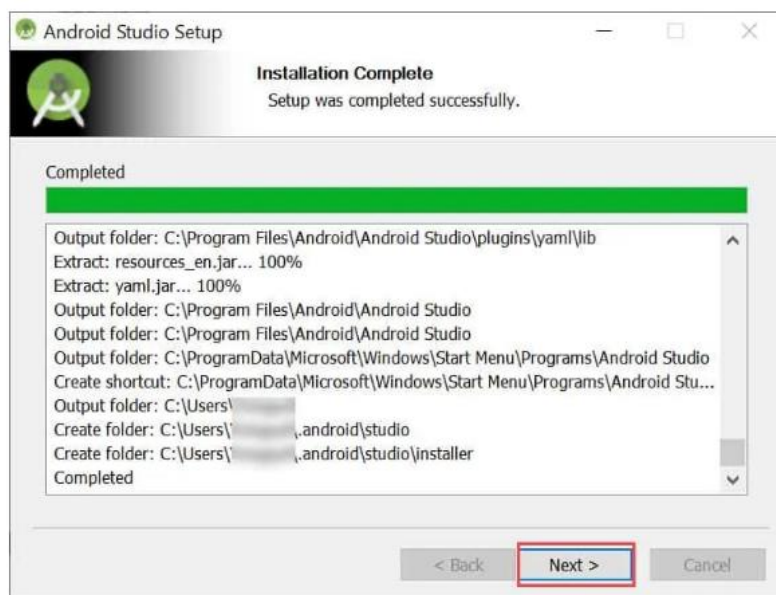 Android Studio Setup
Installation Complete
Setup was completed successfully.
Completed
Output folder: C:\Program Files\Android\Android Studio\plugins\yaml\lib
Extract: resources_en.jar... 100%
Extract: yaml.jar... 100%
Output folder: C:\Program Files\Android\Android Studio
Output folder: C:\Program Files\Android\Android Studio
Output folder: C:\ProgramData\Microsoft\Windows\Start Menu\Programs\Android Studio
Create shortcut: C:\ProgramData\Microsoft\Windows\Start Menu\Programs\Android Stu...
Output folder: C:\Users\
Create folder: C:\Users\ \.android\studio
Create folder: C:\Users\ \.android\studio\installer
Completed
< Back Next > Cancel